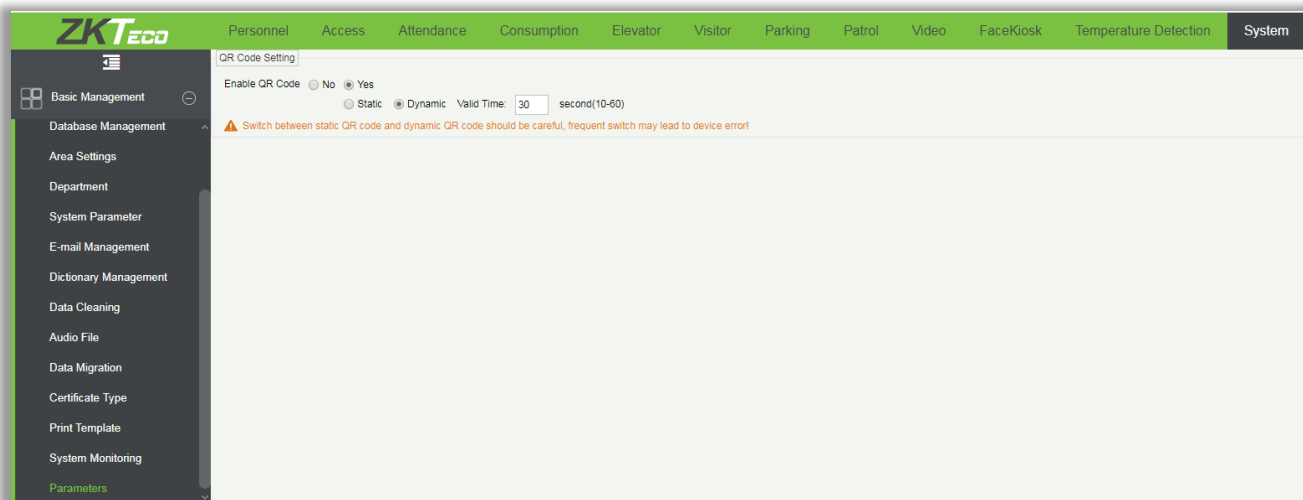 ZKTECO
Personnel Access Attendance Consumption Elevator Visitor Parking Patrol Video FaceKiosk Temperature Detection System
QR Code Setting
Enable QR Code No Yes
Static Dynamic Valid Time: 30 second(10-60)
Switch between static QR code and dynamic QR code should be careful, frequent switch may lead to device error!
Basic Management
Database Management
Area Settings
Department
System Parameter
E-mail Management
Dictionary Management
Data Cleaning
Audio File
Data Migration
Certificate Type
Print Template
System Monitoring
Parameters